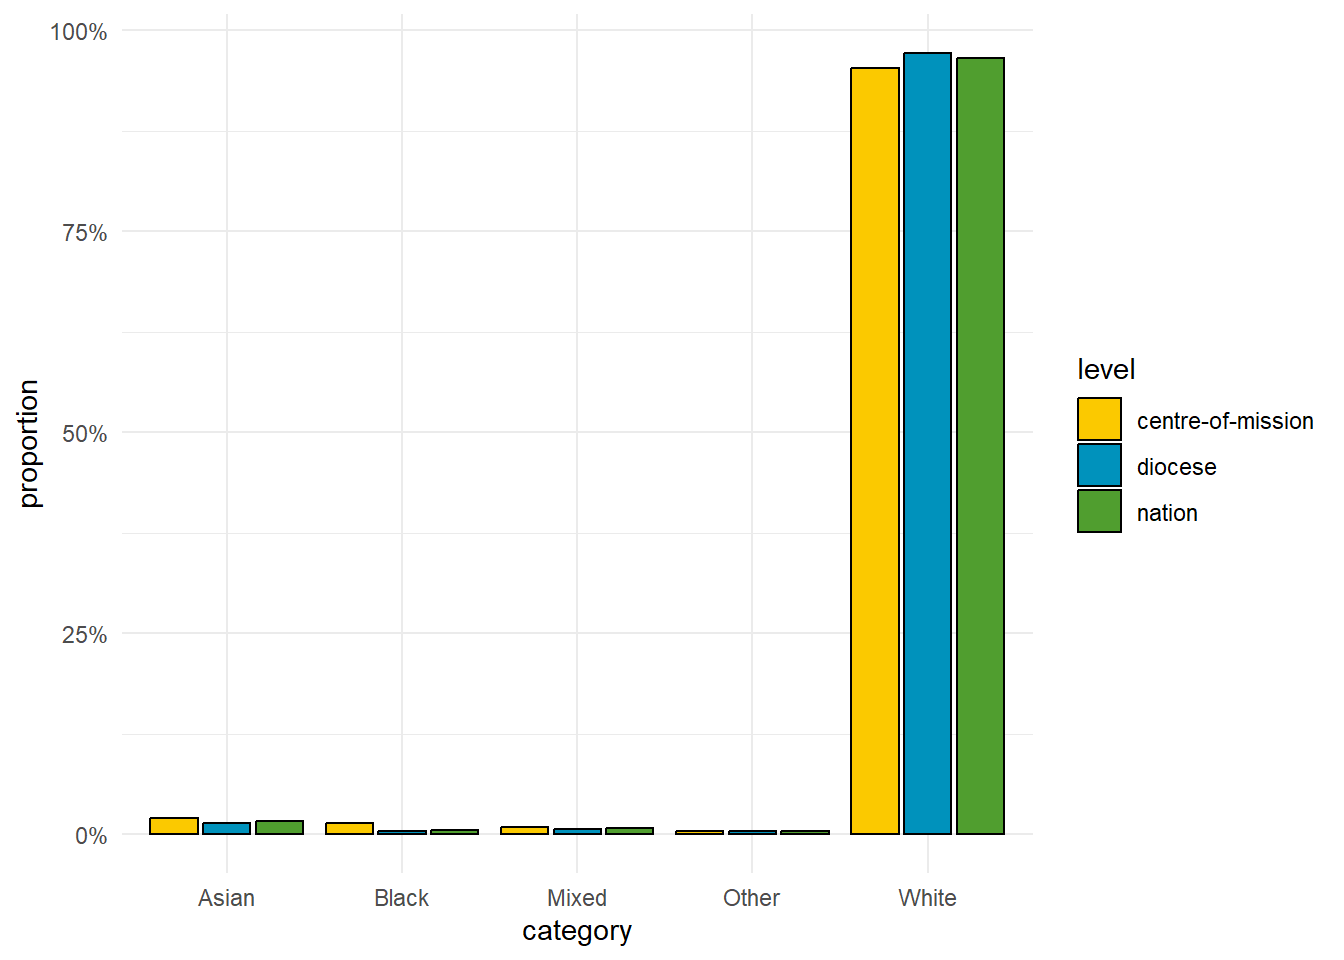 100%
75%
50%
25%
0%
proportion
Asian Black Mixed Other White
category
level
centre-of-mission
diocese
nation